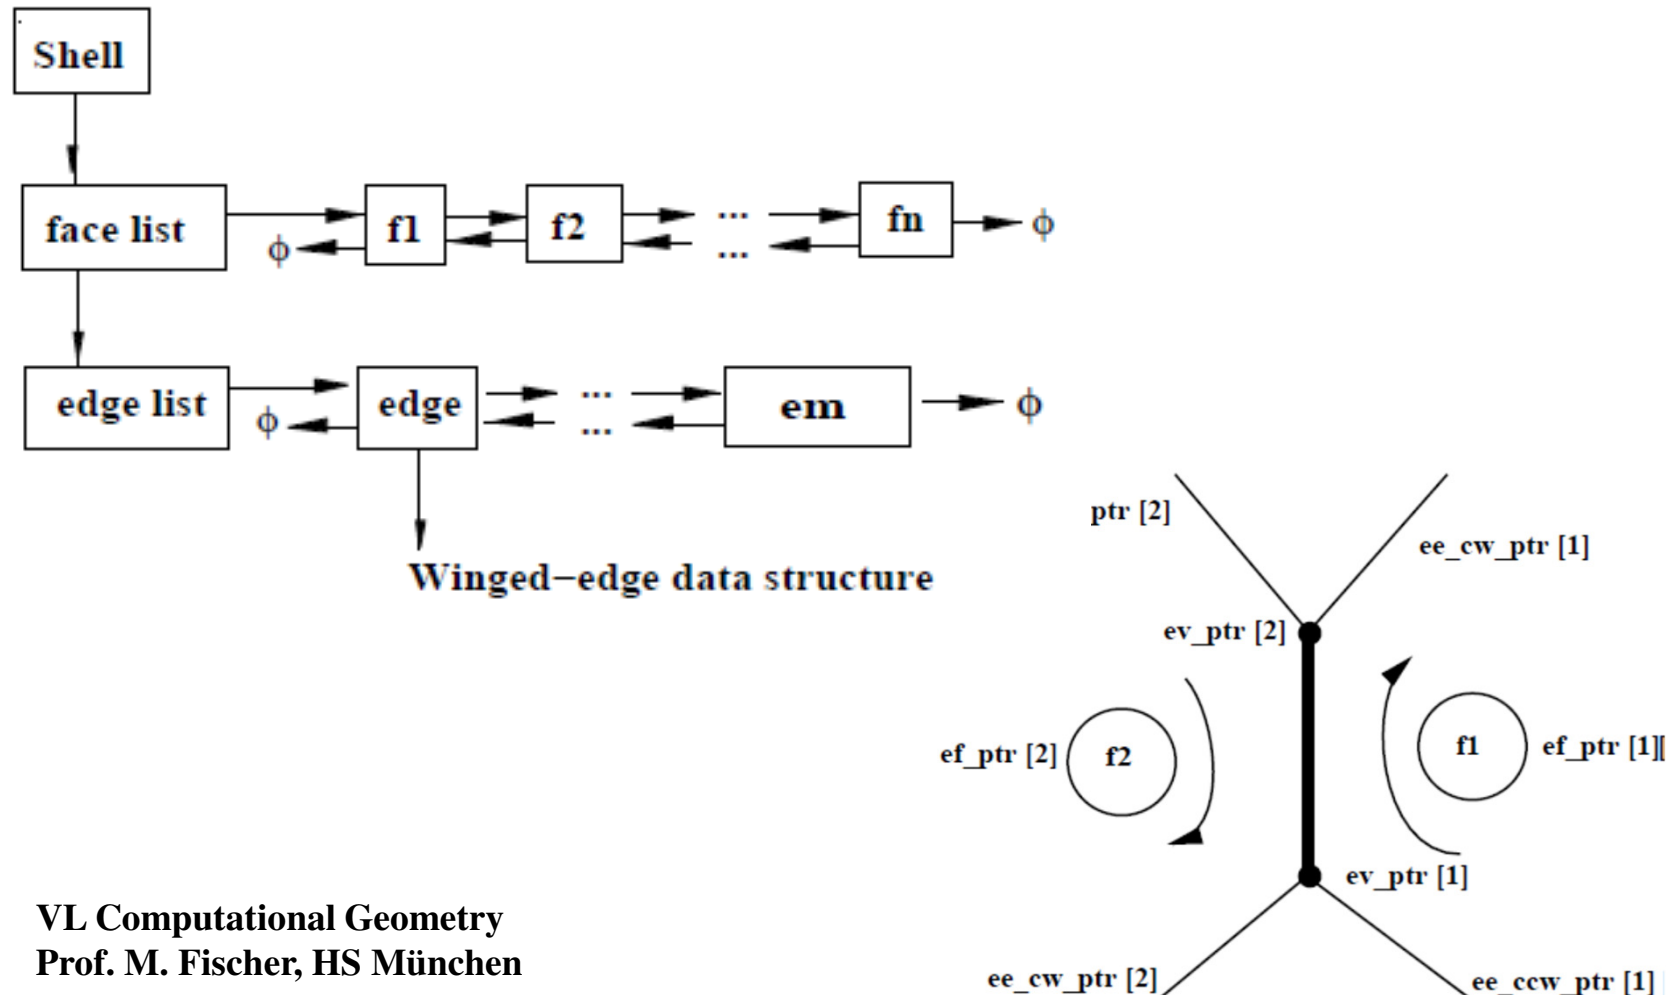 Shell
face list
f1
f2
...
...
fn
ϕ
ϕ
edge list
edge
...
...
em
ϕ
ϕ
Winged–edge data structure
ptr [2]
ee_cw_ptr [1]
ev_ptr [2]
ef_ptr [2]
f2
f1
ef_ptr [1][
ev_ptr [1]
ee_cw_ptr [2]
ee_ccw_ptr [1]
VL Computational Geometry
Prof. M. Fischer, HS München